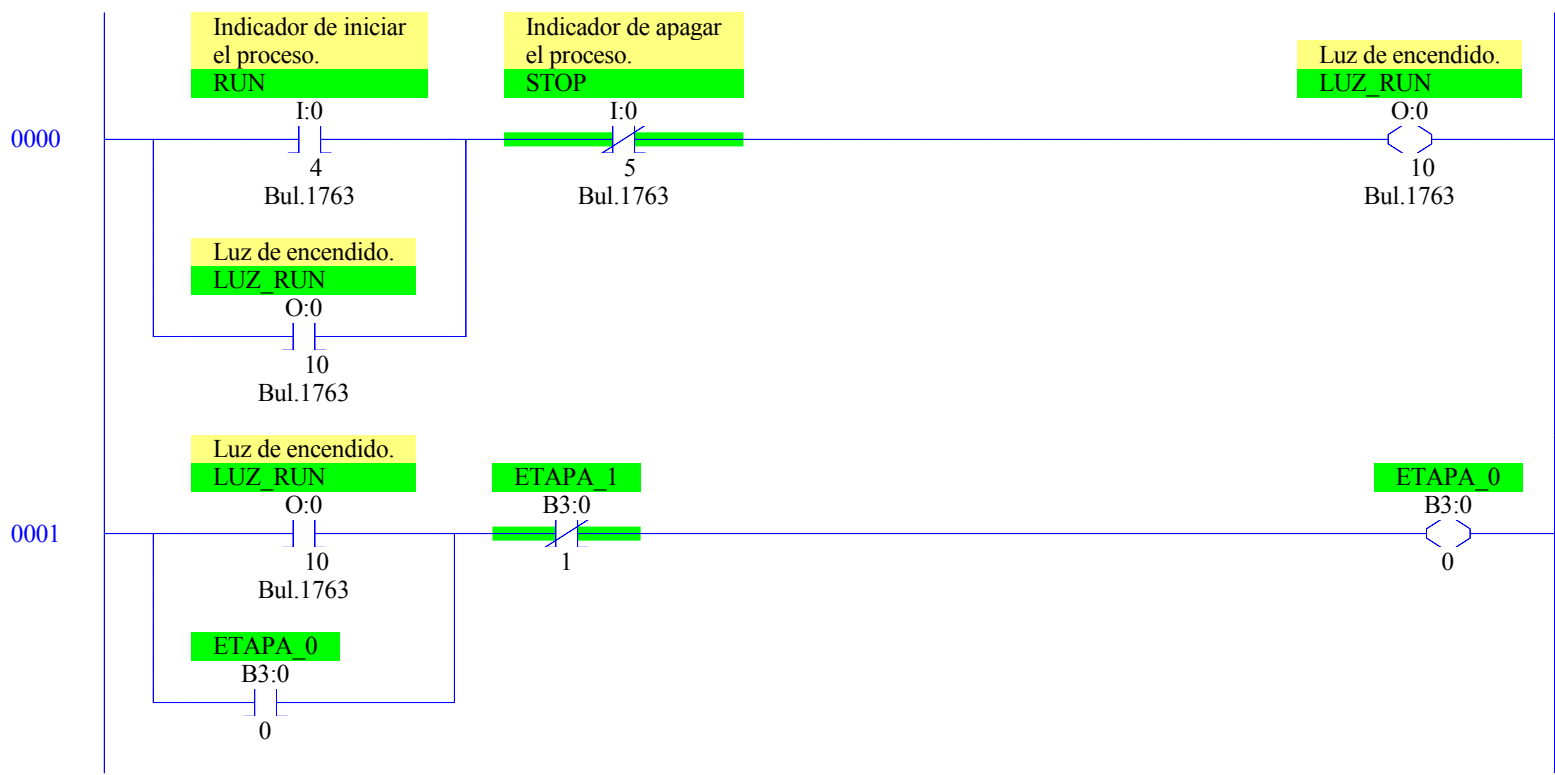 Indicador de iniciar
el proceso.
RUN
I:0
4
Bul.1763
Indicador de apagar
el proceso.
STOP
I:0
5
Bul.1763
Luz de encendido.
LUZ_RUN
O:0
10
Bul.1763
0000
Luz de encendido.
LUZ_RUN
O:0
10
Bul.1763
Luz de encendido.
LUZ_RUN
O:0
10
Bul.1763
ETAPA_1
B3:0
1
ETAPA_0
B3:0
0
0001
ETAPA_0
B3:0
0